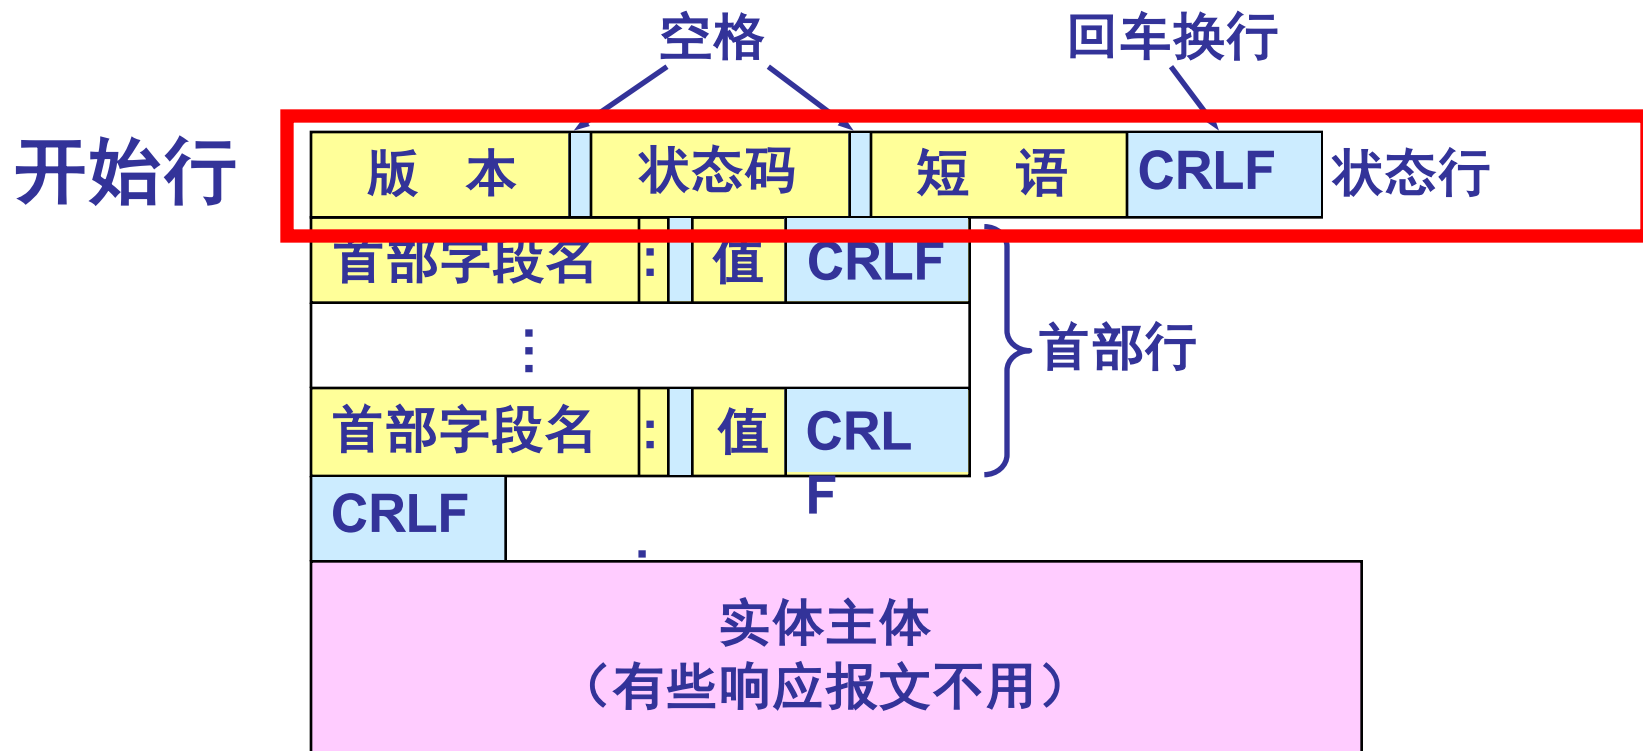 空格 回车换行
开始行 版 本 状态码 短 语 CRLF 状态行
首部字段名 : 值 CRLF
⋮
首部行
首部字段名 : 值 CRL
F
CRLF
实体主体
（有些响应报文不用）